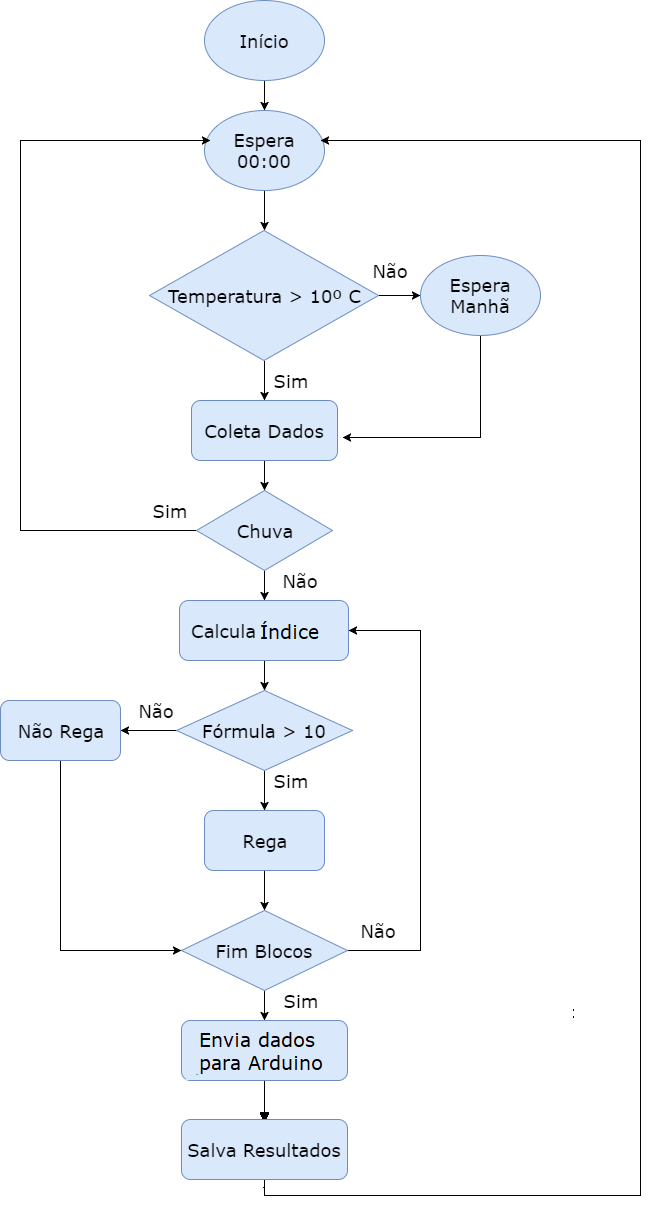 Início
Espera
00:00
Temperatura > 10º C
Não
Espera
Manhã
Sim
Coleta Dados
Sim
Chuva
Não
Calcula Índice
Não
Fórmula > 10
Não Rega
Sim
Rega
Não
Fim Blocos
Sim
:
Envia dados
para Arduino
Salva Resultados